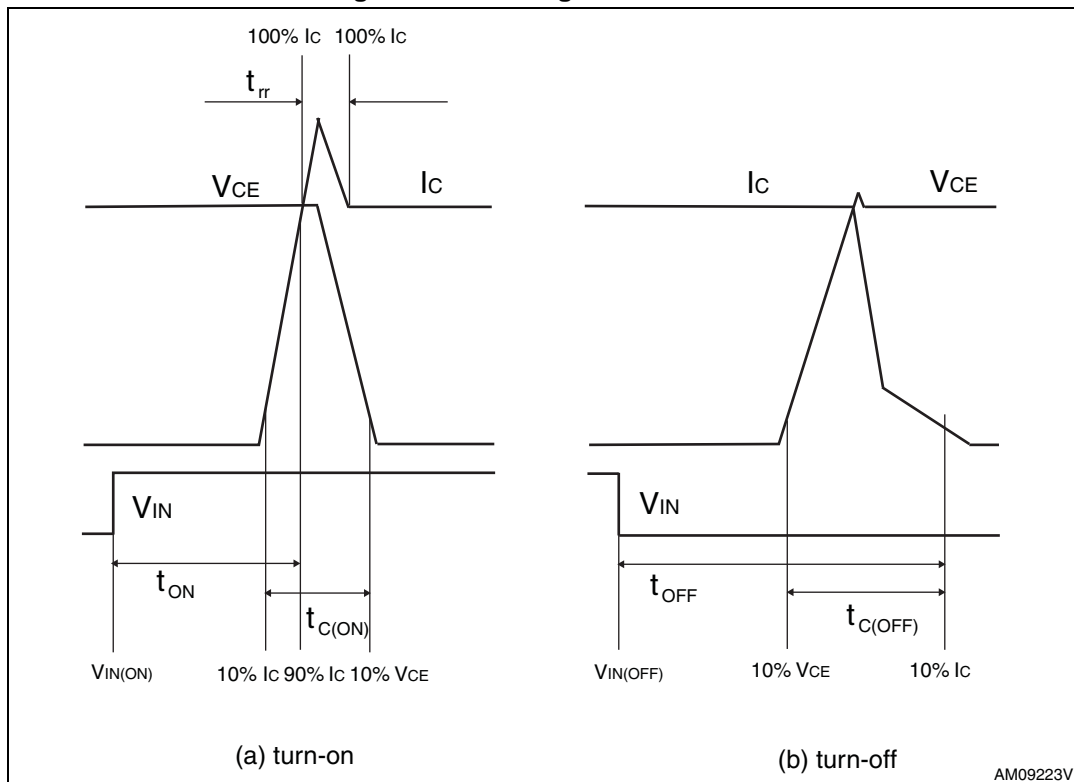 100% IC 100% IC
trr
VCE IC
IC VCE
VIN
VIN
tON
tC(ON)
tOFF
tC(OFF)
VIN(ON) 10% IC 90% IC 10% VCE
VIN(OFF) 10% VCE 10% IC
(a) turn-on
(b) turn-off
AM09223V